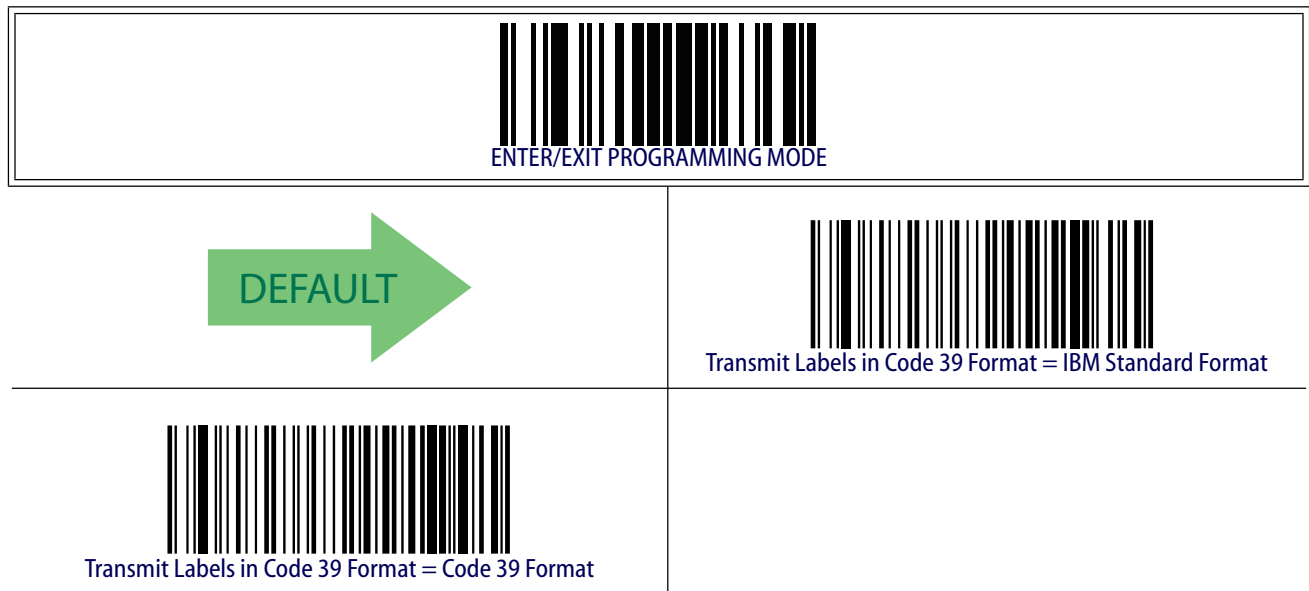 ENTER/EXIT PROGRAMMING MODE
DEFAULT
Transmit Labels in Code 39 Format = IBM Standard Format
Transmit Labels in Code 39 Format = Code 39 Format